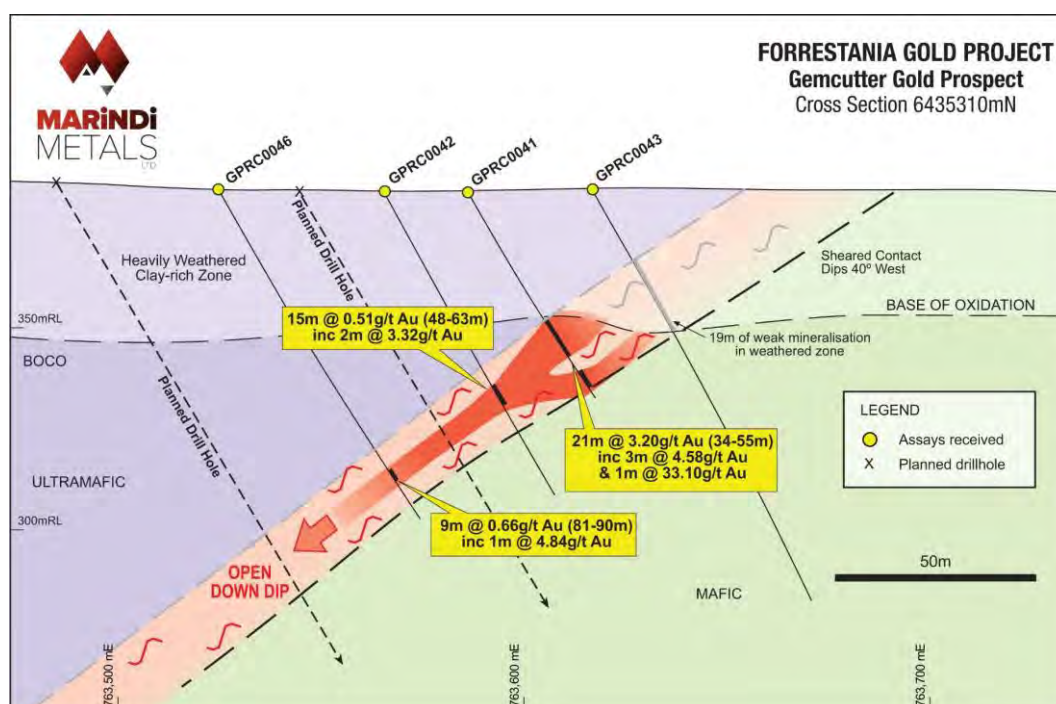 MARiNDi
METALS
LTD
FORRESTANIA GOLD PROJECT
Gemcutter Gold Prospect
Cross Section 6435310mN
GPRC0046
GPRC0042
GPRC0041
GPRC0043
X
X
Planned Drill Hole
Planned Drill Hole
Heavily Weathered
Clay-rich Zone
Sheared Contact
Dips 40º West
350mRL
BASE OF OXIDATION
BOCO
15m @ 0.51g/t Au (48-63m)
inc 2m @ 3.32g/t Au
19m of weak mineralisation
in weathered zone
LEGEND
Assays received
X Planned drillhole
21m @ 3.20g/t Au (34-55m)
inc 3m @ 4.58g/t Au
& 1m @ 33.10g/t Au
ULTRAMAFIC
300mRL
9m @ 0.66g/t Au (81-90m)
inc 1m @ 4.84g/t Au
OPEN
DOWN DIP
50m
MAFIC
763,500 mE
763,600 mE
763,700 mE